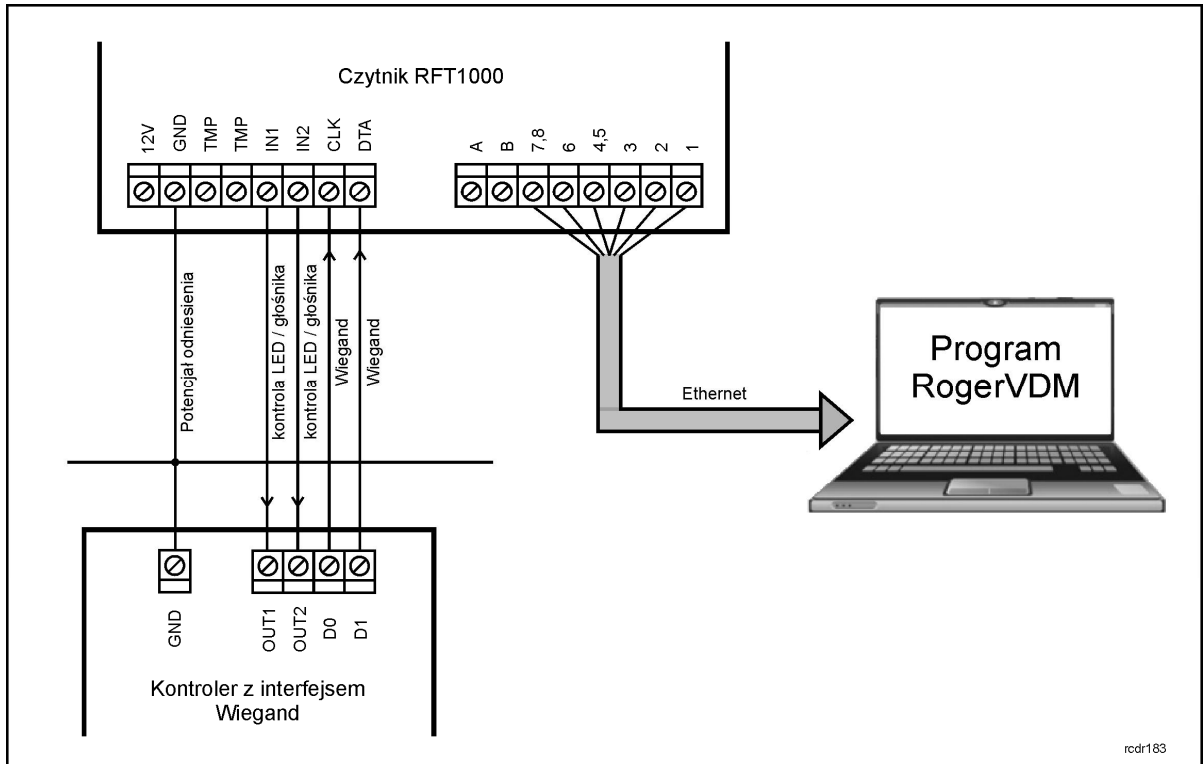 Czytnik RFT1000
12V
GND
TMP
TMP
IN1
IN2
CLK
DTA
A
B
7,8
6
4,5
3
2
1
Potencjał odniesienia
kontrola LED / głośnika
kontrola LED / głośnika
Wiegand
Wiegand
Ethernet
Program
RogerVDM
GND
OUT1
OUT2
D0
D1
Kontroler z interfejsem
Wiegand
rcdr183